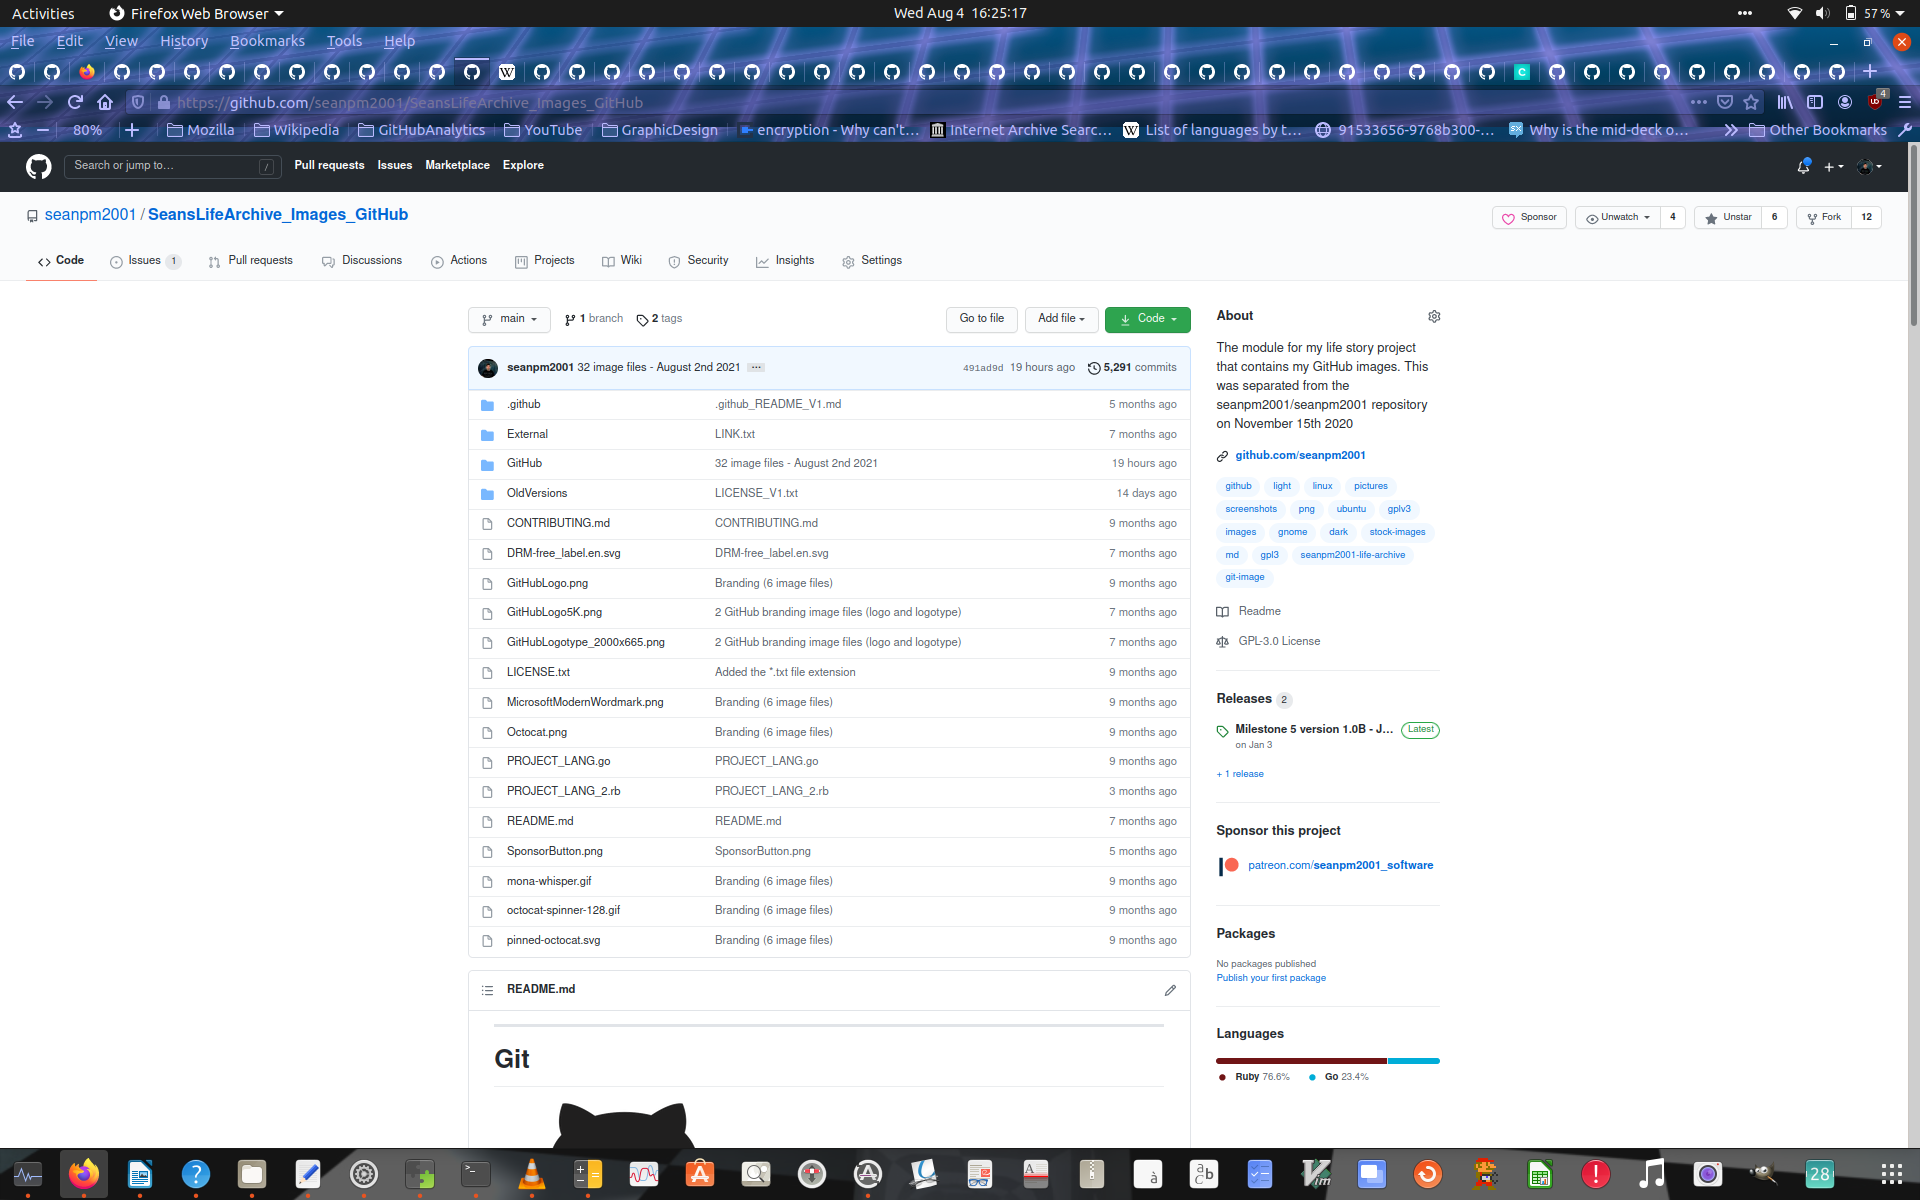 Activities Firefox Web Browser Wed Aug 4 16:25:17 57 %
File Edit View History Bookmarks Tools Help
https://github.com/seanpm2001/SeansLifeArchive_Images_GitHub 4
80% Mozilla Wikipedia GitHubAnalytics YouTube GraphicDesign encryption - Why can't… Internet Archive Searc… List of languages by t… 91533656-9768b300-… Why is the mid-deck o… Other Bookmarks
Search or jump to… / Pull requests Issues Marketplace Explore
seanpm2001 / SeansLifeArchive_Images_GitHub Sponsor Unwatch 4 Unstar 6 Fork 12
Code Issues 1 Pull requests Discussions Actions Projects Wiki Security Insights Settings
main 1 branch 2 tags Go to file Add file Code
seanpm2001 32 image files - August 2nd 2021 491ad9d 19 hours ago 5,291 commits
.github .github_README_V1.md 5 months ago
External LINK.txt 7 months ago
GitHub 32 image files - August 2nd 2021 19 hours ago
OldVersions LICENSE_V1.txt 14 days ago
CONTRIBUTING.md CONTRIBUTING.md 9 months ago
DRM-free_label.en.svg DRM-free_label.en.svg 7 months ago
GitHubLogo.png Branding (6 image files) 9 months ago
GitHubLogo5K.png 2 GitHub branding image files (logo and logotype) 7 months ago
GitHubLogotype_2000x665.png 2 GitHub branding image files (logo and logotype) 7 months ago
LICENSE.txt Added the *.txt file extension 9 months ago
MicrosoftModernWordmark.png Branding (6 image files) 9 months ago
Octocat.png Branding (6 image files) 9 months ago
PROJECT_LANG.go PROJECT_LANG.go 9 months ago
PROJECT_LANG_2.rb PROJECT_LANG_2.rb 3 months ago
README.md README.md 7 months ago
SponsorButton.png SponsorButton.png 5 months ago
mona-whisper.gif Branding (6 image files) 9 months ago
octocat-spinner-128.gif Branding (6 image files) 9 months ago
pinned-octocat.svg Branding (6 image files) 9 months ago
README.md
Git
About
The module for my life story project
that contains my GitHub images. This
was separated from the
seanpm2001/seanpm2001 repository
on November 15th 2020
github.com/seanpm2001
github light linux pictures
screenshots png ubuntu gplv3
images gnome dark stock-images
md gpl3 seanpm2001-life-archive
git-image
Readme
GPL-3.0 License
Releases 2
Milestone 5 version 1.0B - J… Latest
on Jan 3
+ 1 release
Sponsor this project
patreon.com/seanpm2001_software
Packages
No packages published
Publish your first package
Languages
Ruby 76.6% Go 23.4%
28